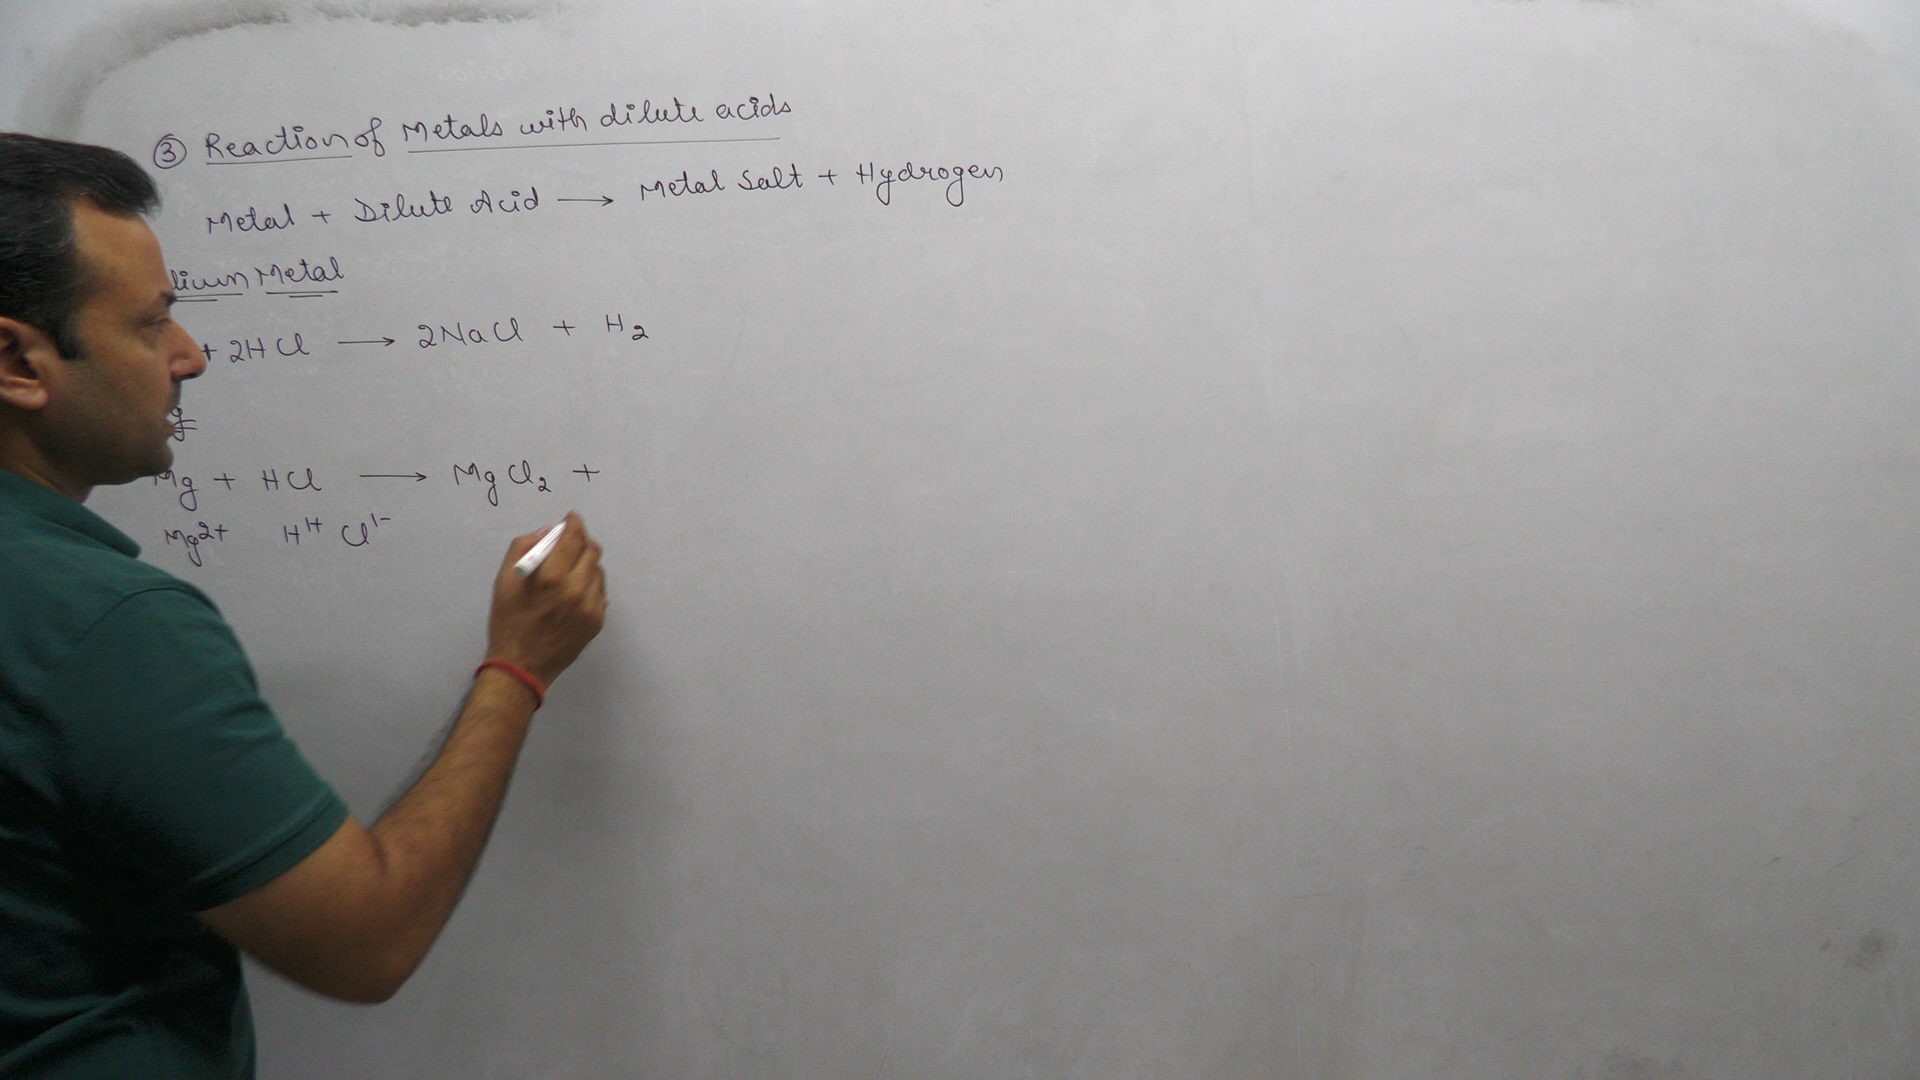 ③ Reaction of Metals with dilute acids
Metal + Dilute Acid → Metal Salt + Hydrogen
dium Metal
+ 2HCl → 2NaCl + H₂
g
Mg + HCl → MgCl₂ +
Mg²⁺ H¹⁺ Cl¹⁻